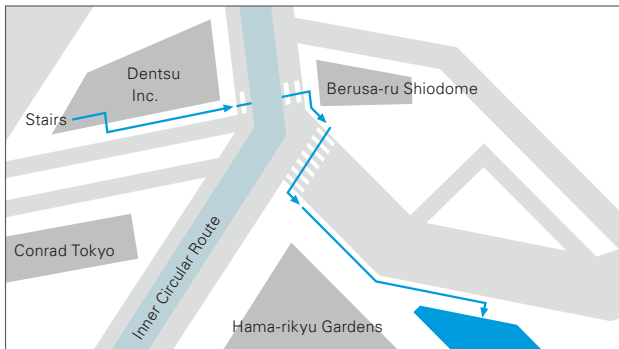 Dentsu
Inc.
Berusa-ru Shiodome
Stairs
Conrad Tokyo
Inner Circular Route
Hama-rikyu Gardens